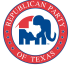 REPUBLICAN PARTY
OF TEXAS